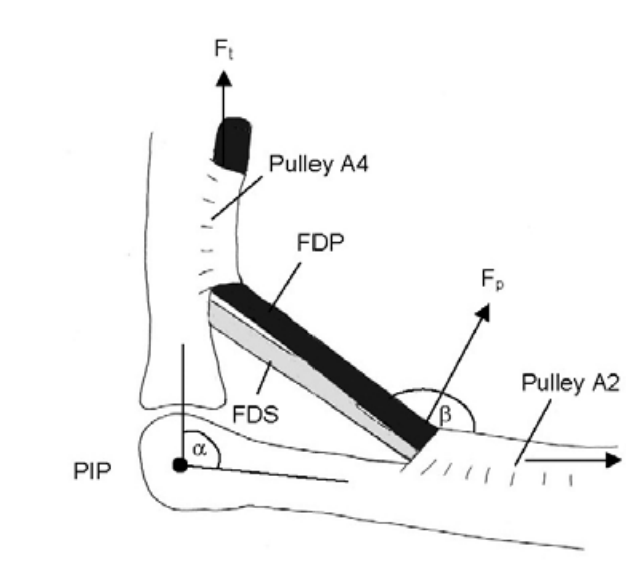 Ft
Pulley A4
FDP
Fp
Pulley A2
β
FDS
α
PIP